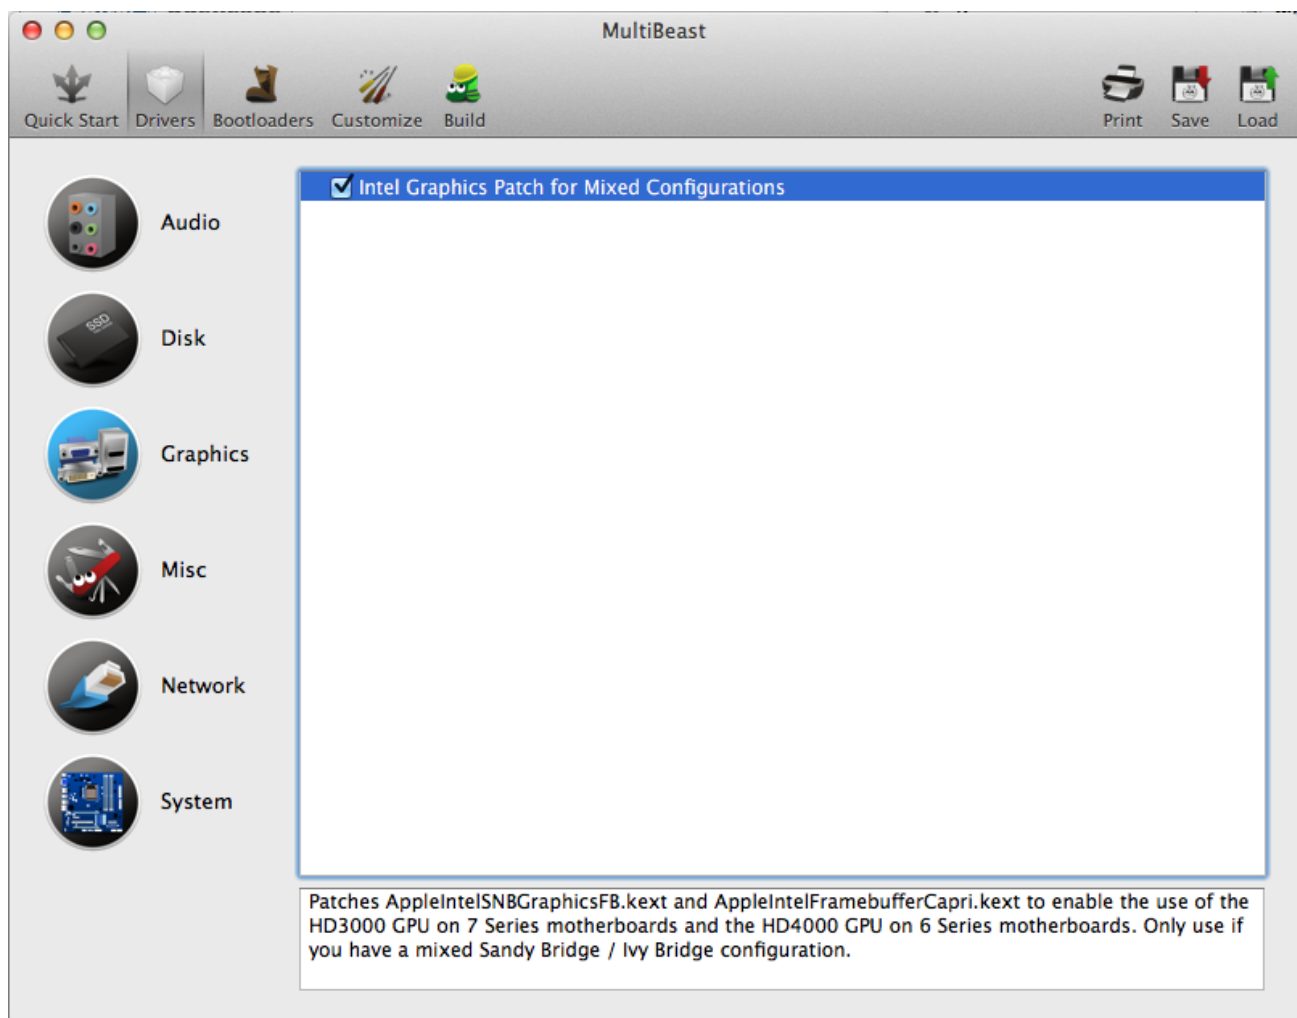 MultiBeast
Quick Start Drivers Bootloaders Customize Build Print Save Load
Intel Graphics Patch for Mixed Configurations
Audio
SSD
Disk
Graphics
Misc
Network
System
Patches AppleIntelSNBGraphicsFB.kext and AppleIntelFramebufferCapri.kext to enable the use of the
HD3000 GPU on 7 Series motherboards and the HD4000 GPU on 6 Series motherboards. Only use if
you have a mixed Sandy Bridge / Ivy Bridge configuration.